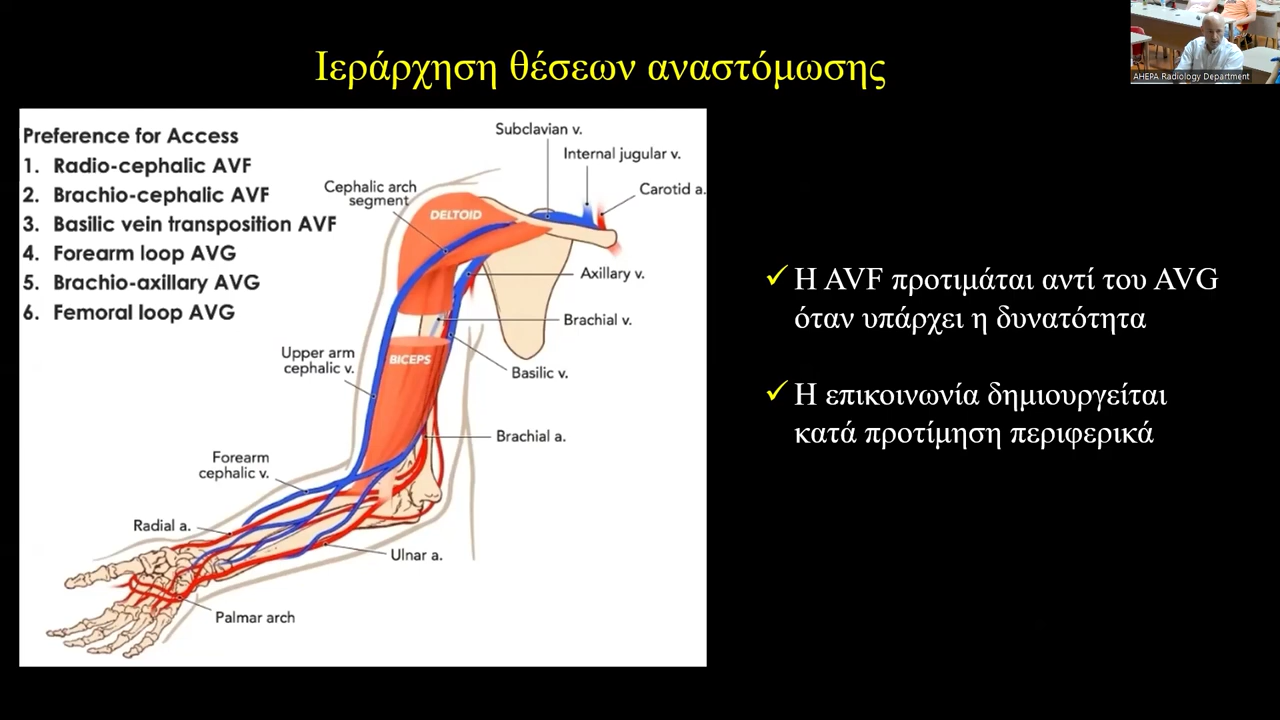 Ιεράρχηση θέσεων αναστόμωσης
AHEPA Radiology Department
Preference for Access
1. Radio-cephalic AVF
2. Brachio-cephalic AVF
3. Basilic vein transposition AVF
4. Forearm loop AVG
5. Brachio-axillary AVG
6. Femoral loop AVG
Subclavian v.
Internal jugular v.
Carotid a.
Cephalic arch
segment
DELTOID
Axillary v.
Brachial v.
Upper arm
cephalic v.
BICEPS
Basilic v.
Brachial a.
Forearm
cephalic v.
Radial a.
Ulnar a.
Palmar arch
✓ Η AVF προτιμάται αντί του AVG
όταν υπάρχει η δυνατότητα
✓ Η επικοινωνία δημιουργείται
κατά προτίμηση περιφερικά